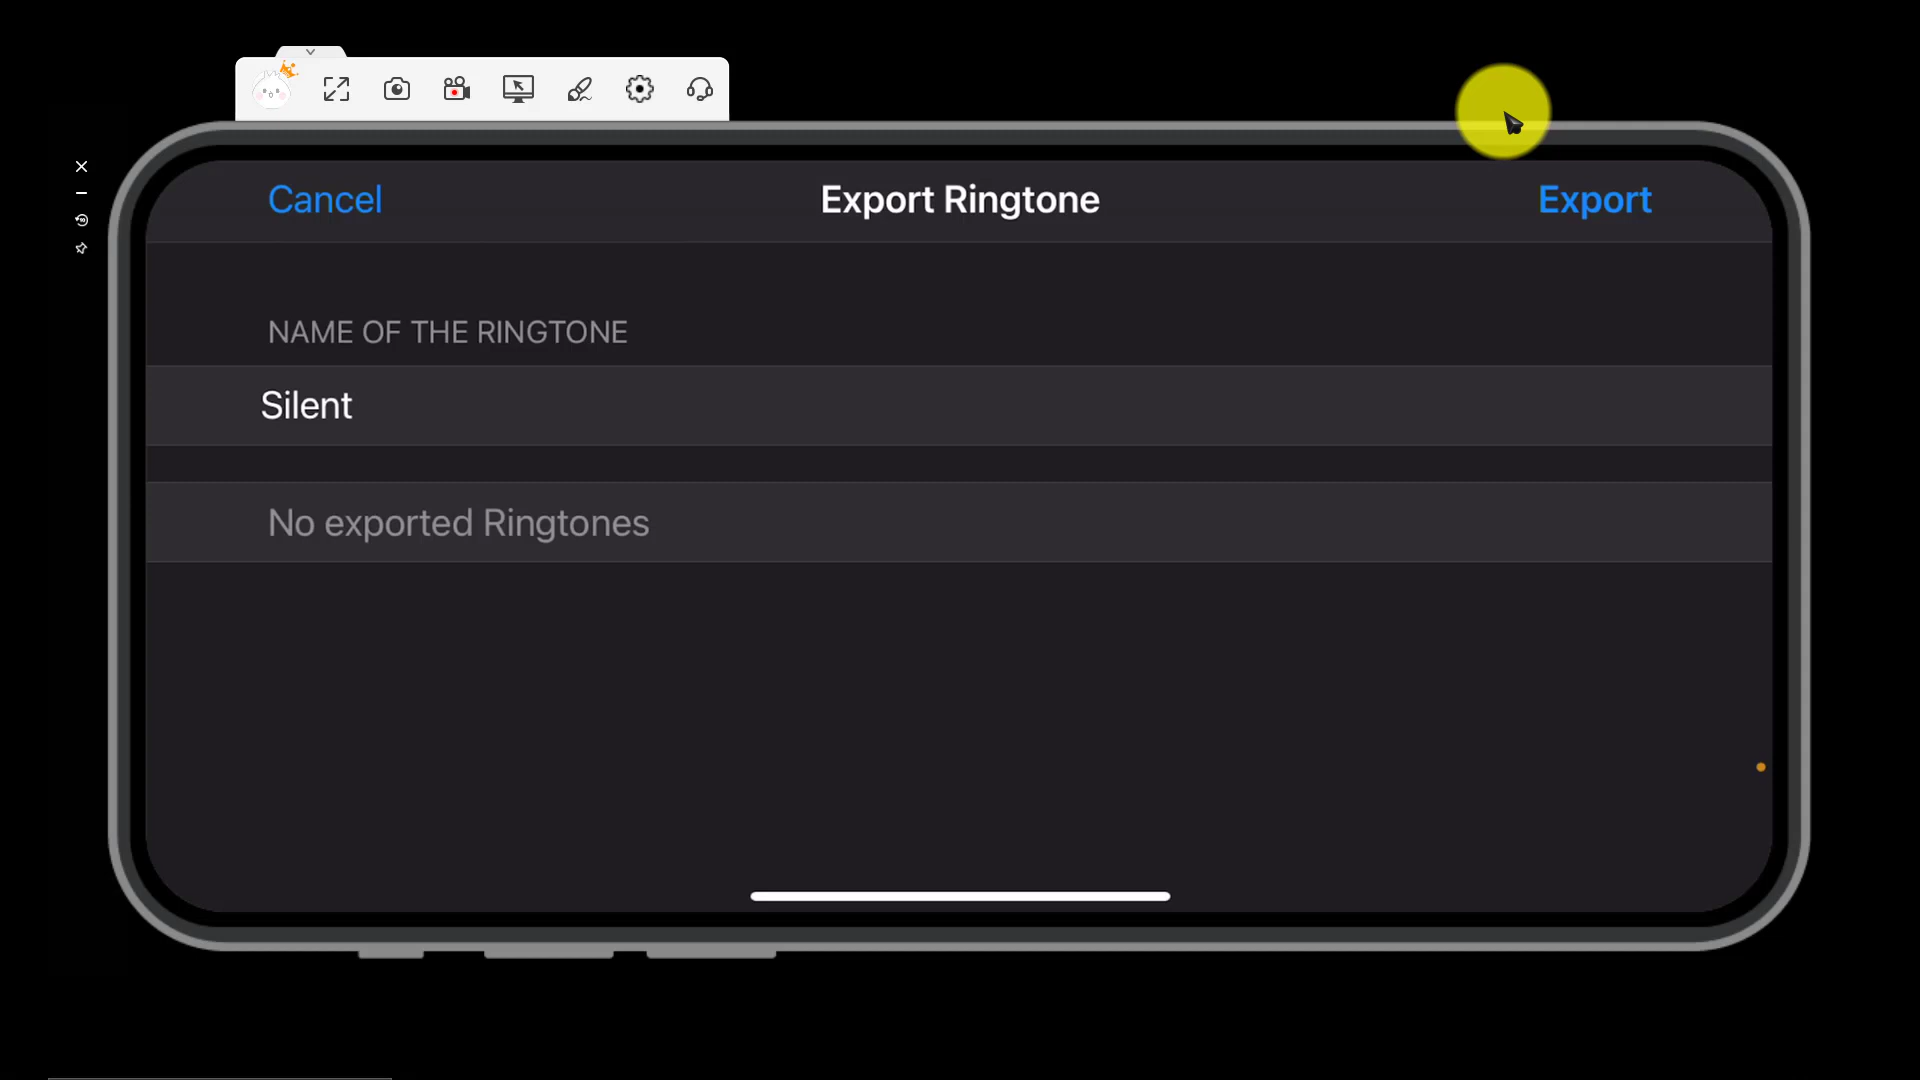 Cancel
Export Ringtone
Export
NAME OF THE RINGTONE
Silent
No exported Ringtones